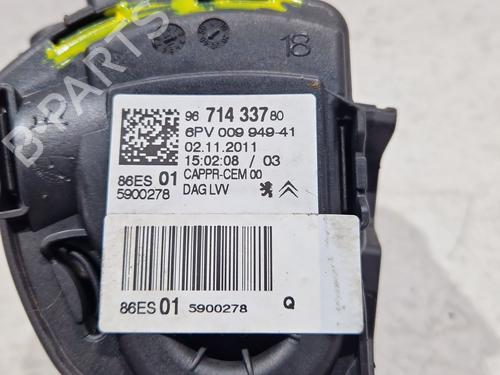 B-PARTS
18
96 714 337 80
6PV 009 949-41
02.11.2011
15:02:08 / 03
CAPPR-CEM 00
DAG LVV
86ES 01
5900278
86ES 01 5900278 Q